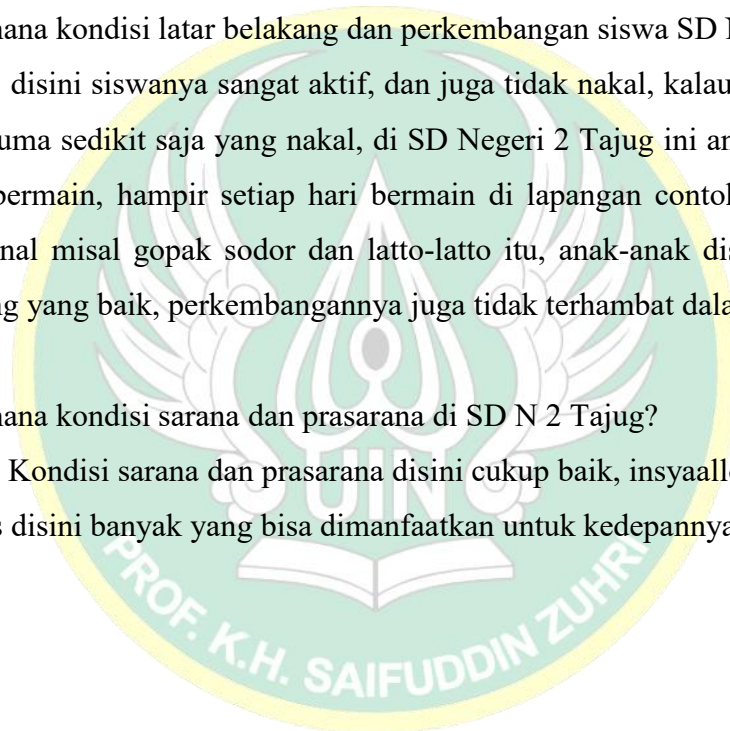 mana kondisi latar belakang dan perkembangan siswa SD N
disini siswanya sangat aktif, dan juga tidak nakal, kalau
uma sedikit saja yang nakal, di SD Negeri 2 Tajug ini an
bermain, hampir setiap hari bermain di lapangan contol
nal misal gopak sodor dan latto-latto itu, anak-anak dis
ng yang baik, perkembangannya juga tidak terhambat dala
mana kondisi sarana dan prasarana di SD N 2 Tajug?
Kondisi sarana dan prasarana disini cukup baik, insyaall
s disini banyak yang bisa dimanfaatkan untuk kedepannya
UIN
PROF. K.H. SAIFUDDIN ZUHRI